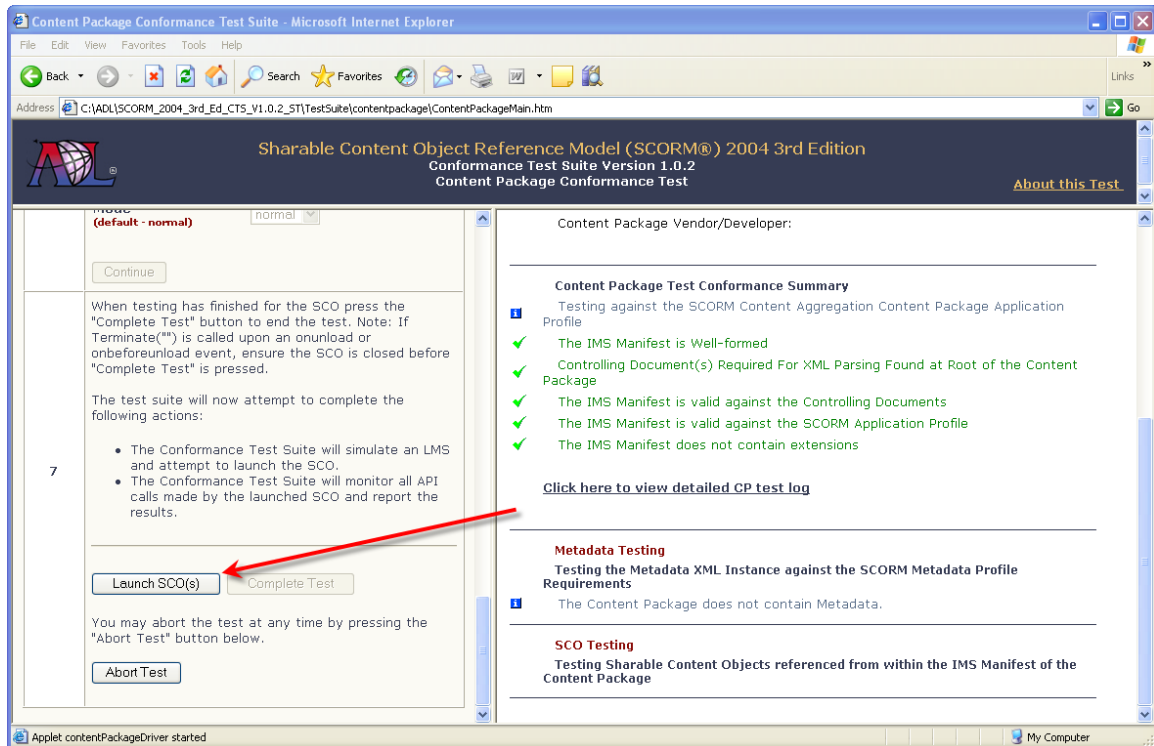 Content Package Conformance Test Suite - Microsoft Internet Explorer
File Edit View Favorites Tools Help
Back Search Favorites Links
Address C:\ADL\SCORM_2004_3rd_Ed_CTS_V1.0.2_ST\TestSuite\contentpackage\ContentPackageMain.htm Go
ADL
Sharable Content Object Reference Model (SCORM®) 2004 3rd Edition
Conformance Test Suite Version 1.0.2
Content Package Conformance Test
About this Test
Mode
(default - normal) normal
Continue
7
When testing has finished for the SCO press the
"Complete Test" button to end the test. Note: If
Terminate("") is called upon an onunload or
onbeforeunload event, ensure the SCO is closed before
"Complete Test" is pressed.
The test suite will now attempt to complete the
following actions:
The Conformance Test Suite will simulate an LMS
and attempt to launch the SCO.
The Conformance Test Suite will monitor all API
calls made by the launched SCO and report the
results.
Launch SCO(s) Complete Test
You may abort the test at any time by pressing the
"Abort Test" button below.
Abort Test
Content Package Vendor/Developer:
Content Package Test Conformance Summary
Testing against the SCORM Content Aggregation Content Package Application
Profile
The IMS Manifest is Well-formed
Controlling Document(s) Required For XML Parsing Found at Root of the Content
Package
The IMS Manifest is valid against the Controlling Documents
The IMS Manifest is valid against the SCORM Application Profile
The IMS Manifest does not contain extensions
Click here to view detailed CP test log
Metadata Testing
Testing the Metadata XML Instance against the SCORM Metadata Profile
Requirements
The Content Package does not contain Metadata.
SCO Testing
Testing Sharable Content Objects referenced from within the IMS Manifest of the
Content Package
Applet contentPackageDriver started My Computer